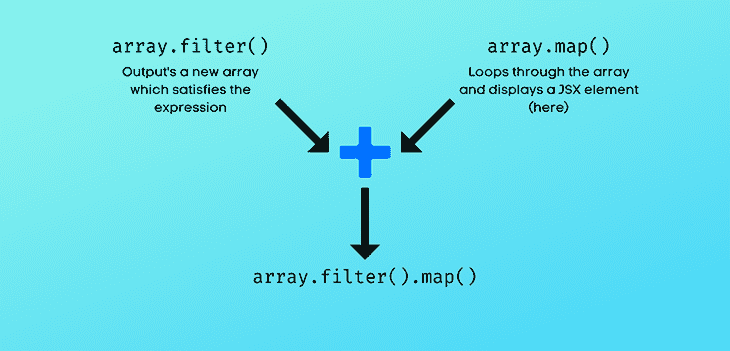 array.filter()
Output's a new array
which satisfies the
expression
array.map()
Loops through the array
and displays a JSX element
(here)
array.filter().map()